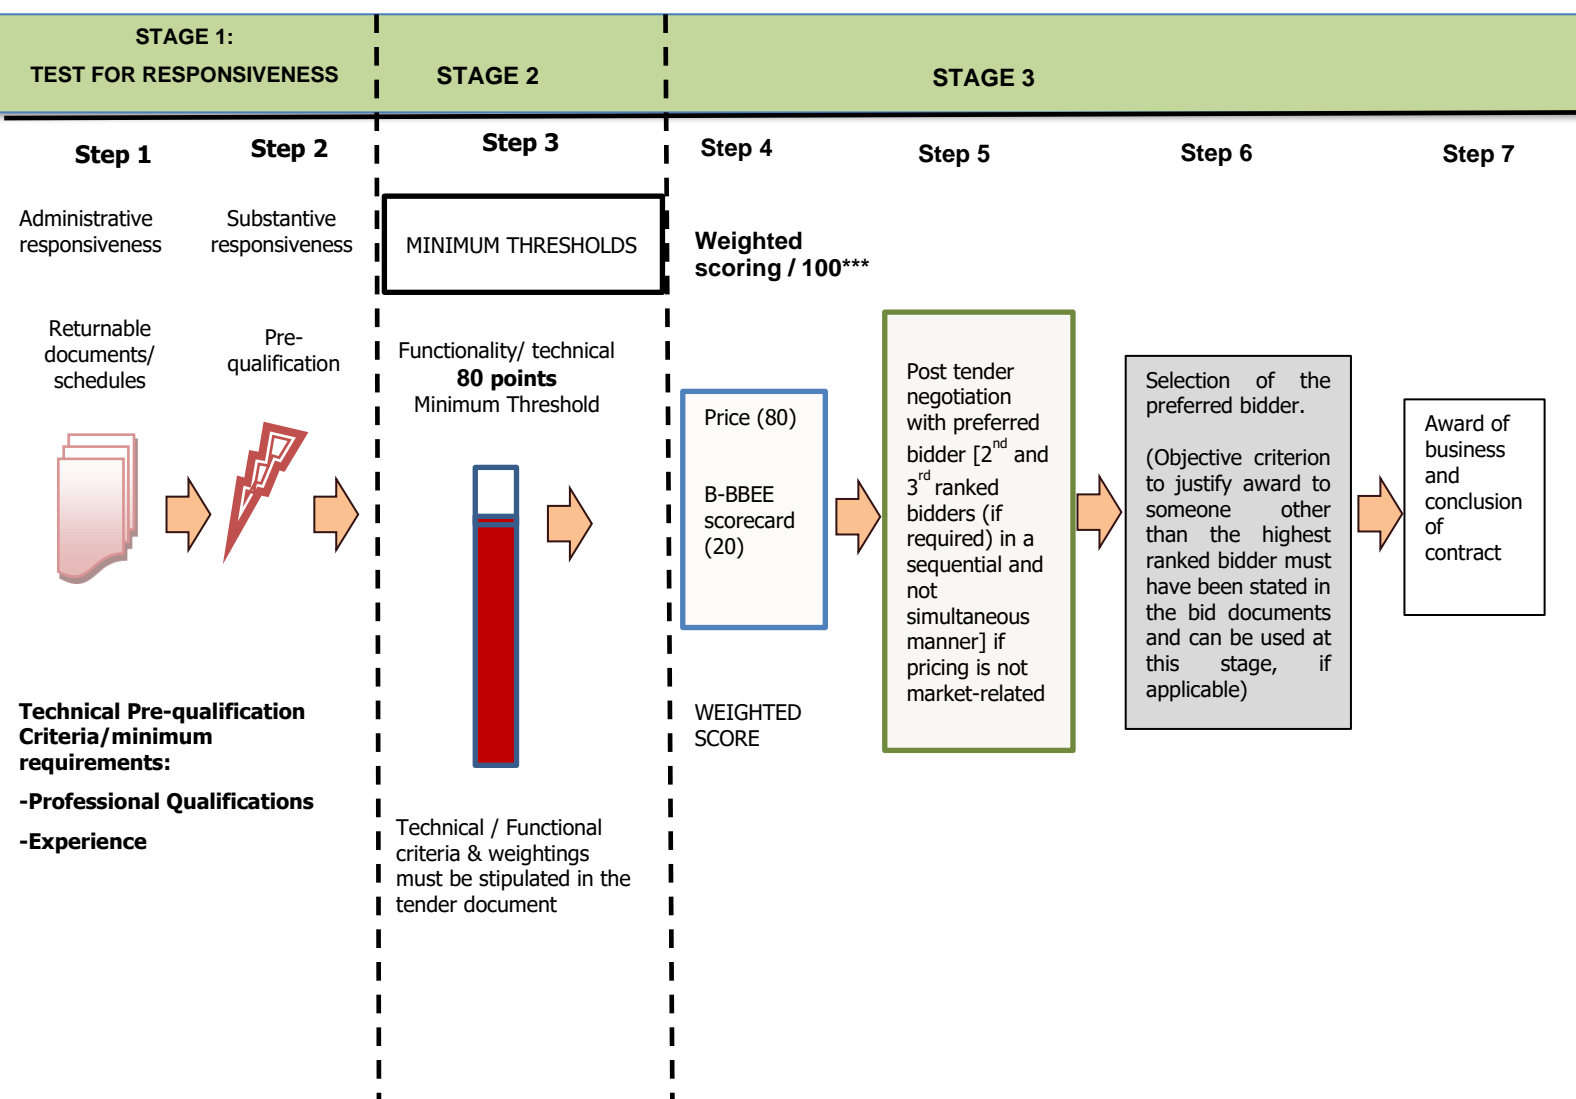 STAGE 1:
TEST FOR RESPONSIVENESS
STAGE 2
STAGE 3
Step 1
Step 2
Step 3
Step 4
Step 5
Step 6
Step 7
Administrative
responsiveness
Substantive
responsiveness
MINIMUM THRESHOLDS
Weighted
scoring / 100***
Returnable
documents/
schedules
Pre-
qualification
Functionality/ technical
80 points
Minimum Threshold
Price (80)
B-BBEE
scorecard
(20)
Post tender
negotiation
with preferred
bidder [2nd and
3rd ranked
bidders (if
required) in a
sequential and
not
simultaneous
manner] if
pricing is not
market-related
Selection of the
preferred bidder.
(Objective criterion
to justify award to
someone other
than the highest
ranked bidder must
have been stated in
the bid documents
and can be used at
this stage, if
applicable)
Award of
business
and
conclusion
of
contract
Technical Pre-qualification
Criteria/minimum
requirements:
-Professional Qualifications
-Experience
WEIGHTED
SCORE
Technical / Functional
criteria & weightings
must be stipulated in the
tender document